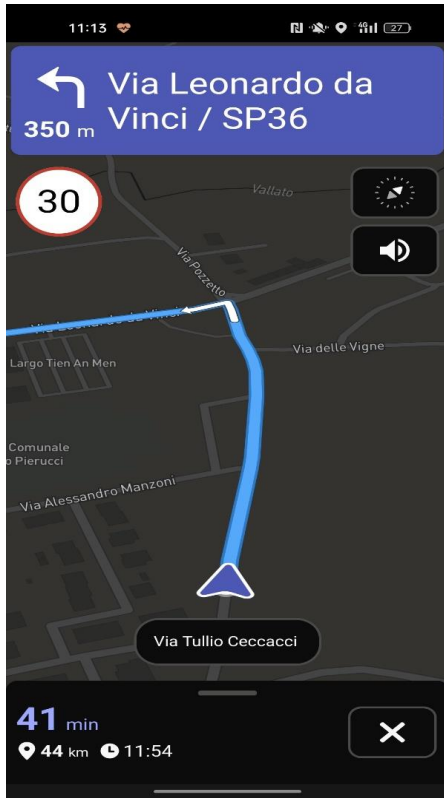 11:13
4G
27
Via Leonardo da
Vinci / SP36
350 m
30
Vallato
Via Pozzetto
Via Leonardo da Vinci
Via delle Vigne
Largo Tien An Men
Comunale
o Pierucci
Via Alessandro Manzoni
Via Tullio Ceccacci
41 min
44 km 11:54